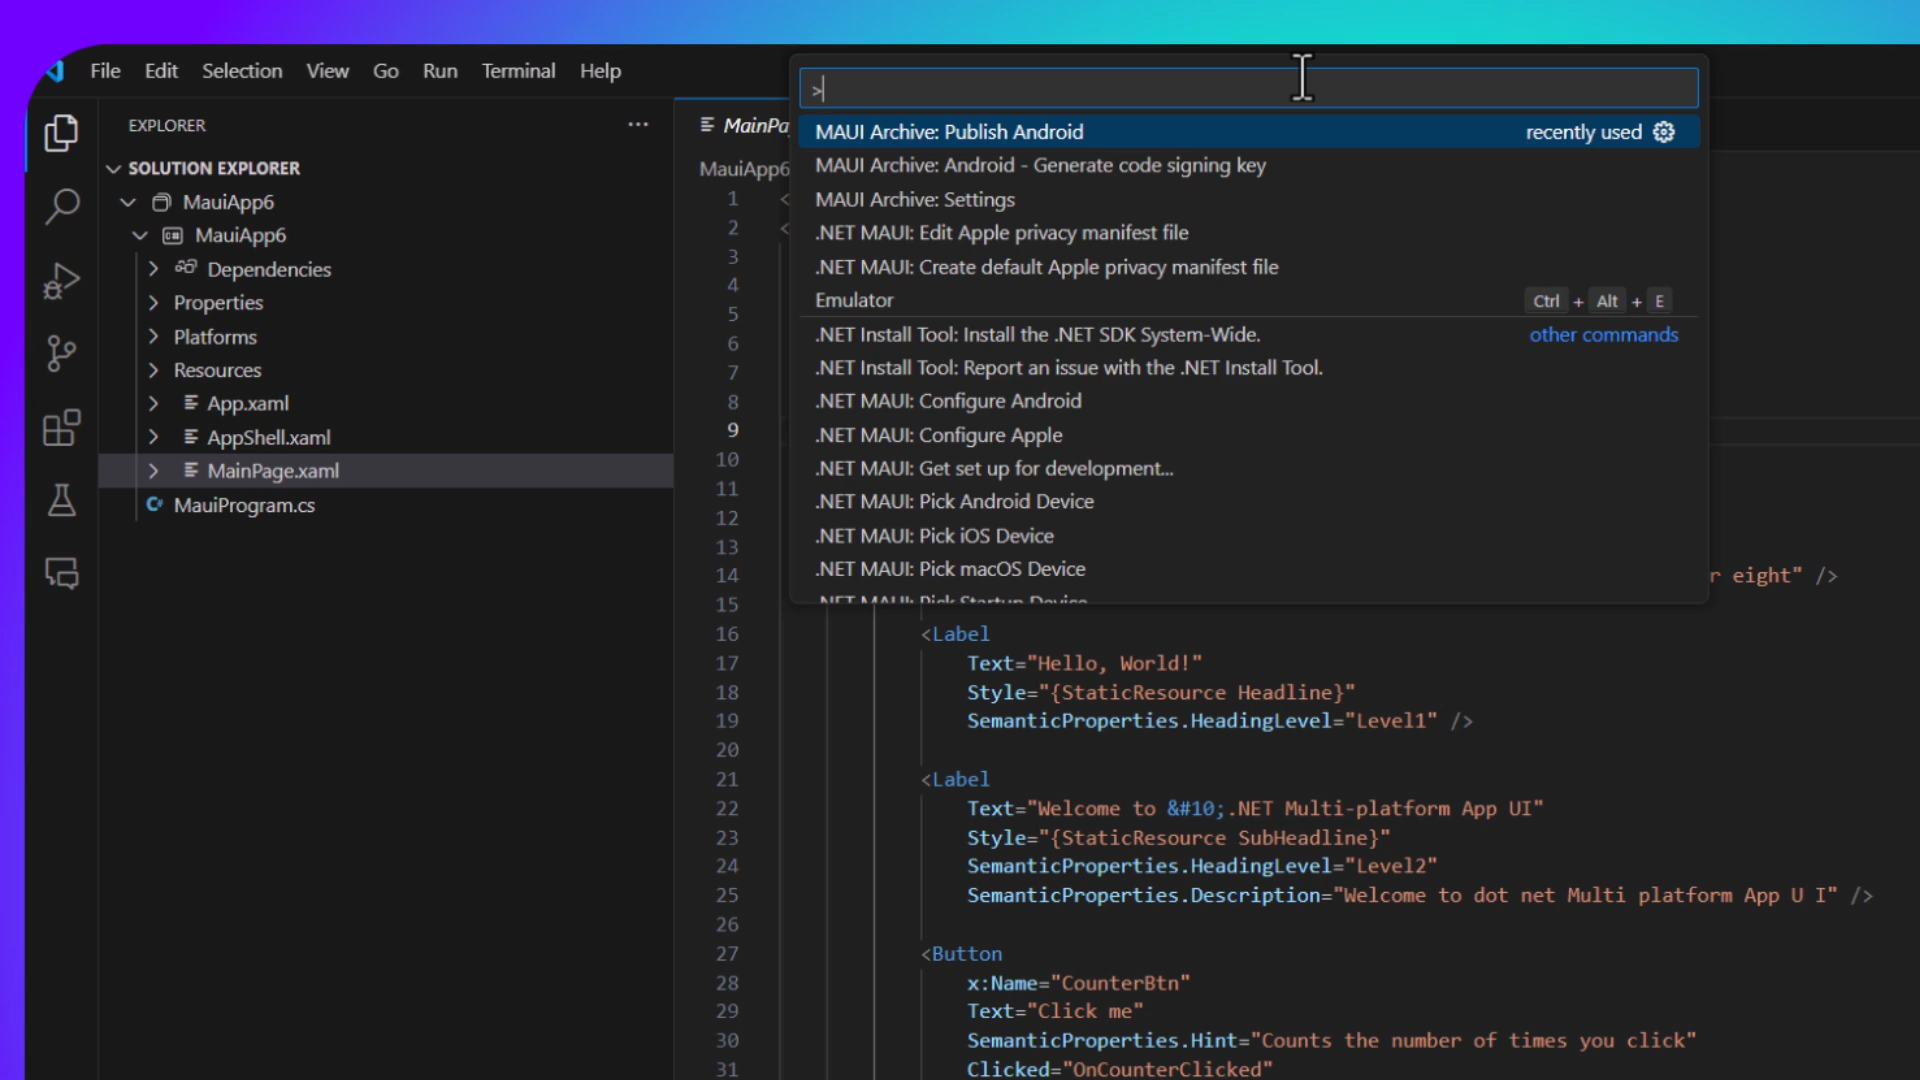 File Edit Selection View Go Run Terminal Help
EXPLORER
SOLUTION EXPLORER
MauiApp6
MauiApp6
Dependencies
Properties
Platforms
Resources
App.xaml
AppShell.xaml
MainPage.xaml
MauiProgram.cs
>
MAUI Archive: Publish Android recently used
MAUI Archive: Android - Generate code signing key
MAUI Archive: Settings
.NET MAUI: Edit Apple privacy manifest file
.NET MAUI: Create default Apple privacy manifest file
Emulator Ctrl + Alt + E
.NET Install Tool: Install the .NET SDK System-Wide. other commands
.NET Install Tool: Report an issue with the .NET Install Tool.
.NET MAUI: Configure Android
.NET MAUI: Configure Apple
.NET MAUI: Get set up for development...
.NET MAUI: Pick Android Device
.NET MAUI: Pick iOS Device
.NET MAUI: Pick macOS Device
.NET MAUI: Pick Startup Device
MainPa
MauiApp6
1 <
2 <
3
4
5
6
7
8
9
10
11
12
13
14 r eight" />
15
16 <Label
17 Text="Hello, World!"
18 Style="{StaticResource Headline}"
19 SemanticProperties.HeadingLevel="Level1" />
20
21 <Label
22 Text="Welcome to &#10;.NET Multi-platform App UI"
23 Style="{StaticResource SubHeadline}"
24 SemanticProperties.HeadingLevel="Level2"
25 SemanticProperties.Description="Welcome to dot net Multi platform App U I" />
26
27 <Button
28 x:Name="CounterBtn"
29 Text="Click me"
30 SemanticProperties.Hint="Counts the number of times you click"
31 Clicked="OnCounterClicked"